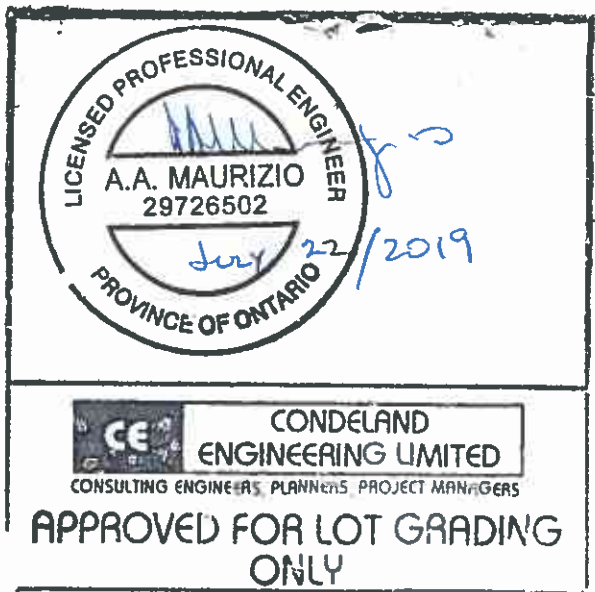 LICENSED PROFESSIONAL ENGINEER
A.A. MAURIZIO
29726502
July 22/2019
PROVINCE OF ONTARIO
CE
CONDELAND
ENGINEERING LIMITED
CONSULTING ENGINEERS, PLANNERS PROJECT MANAGERS
APPROVED FOR LOT GRADING
ONLY